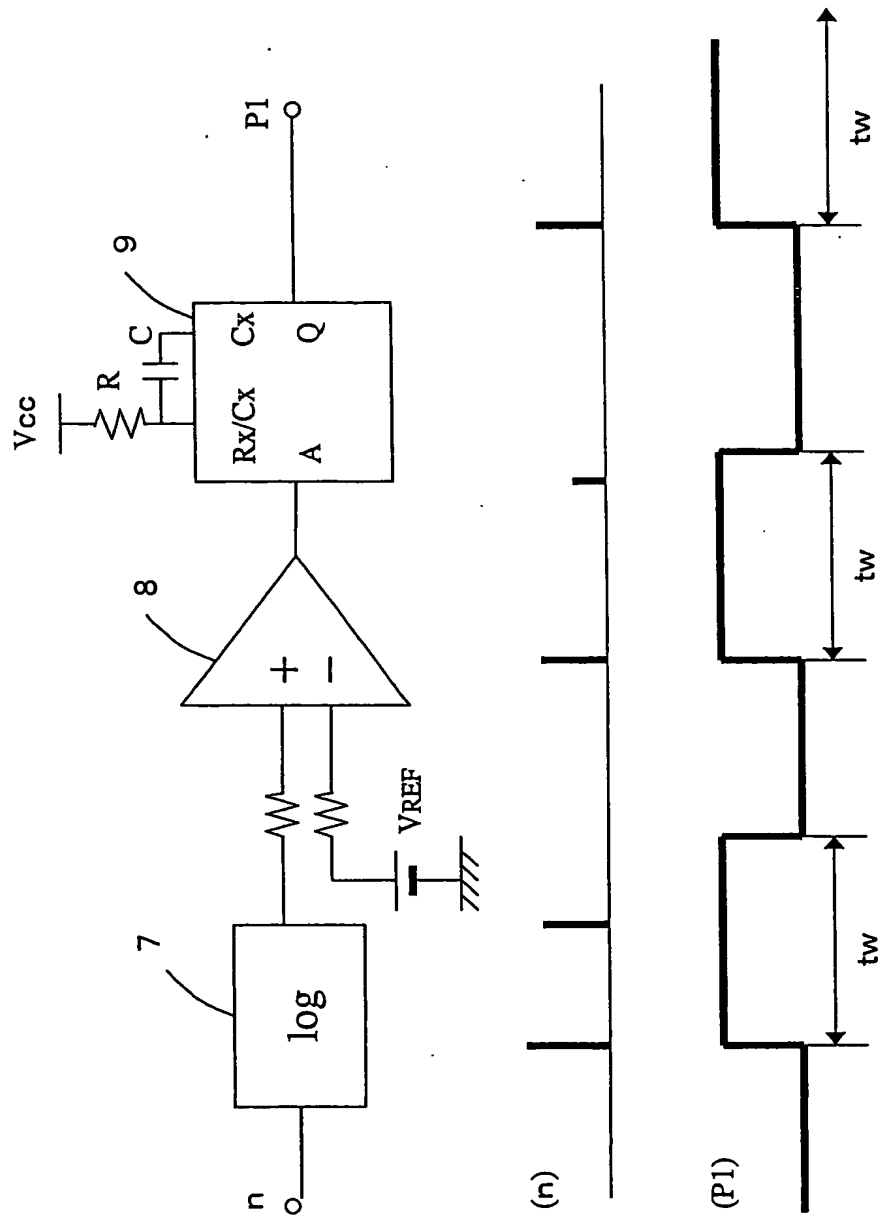 Vcc
R
C
9
Rx/Cx
Cx
A
Q
P1
8
+
−
VREF
7
log
n
(n)
(P1)
tw
tw
tw